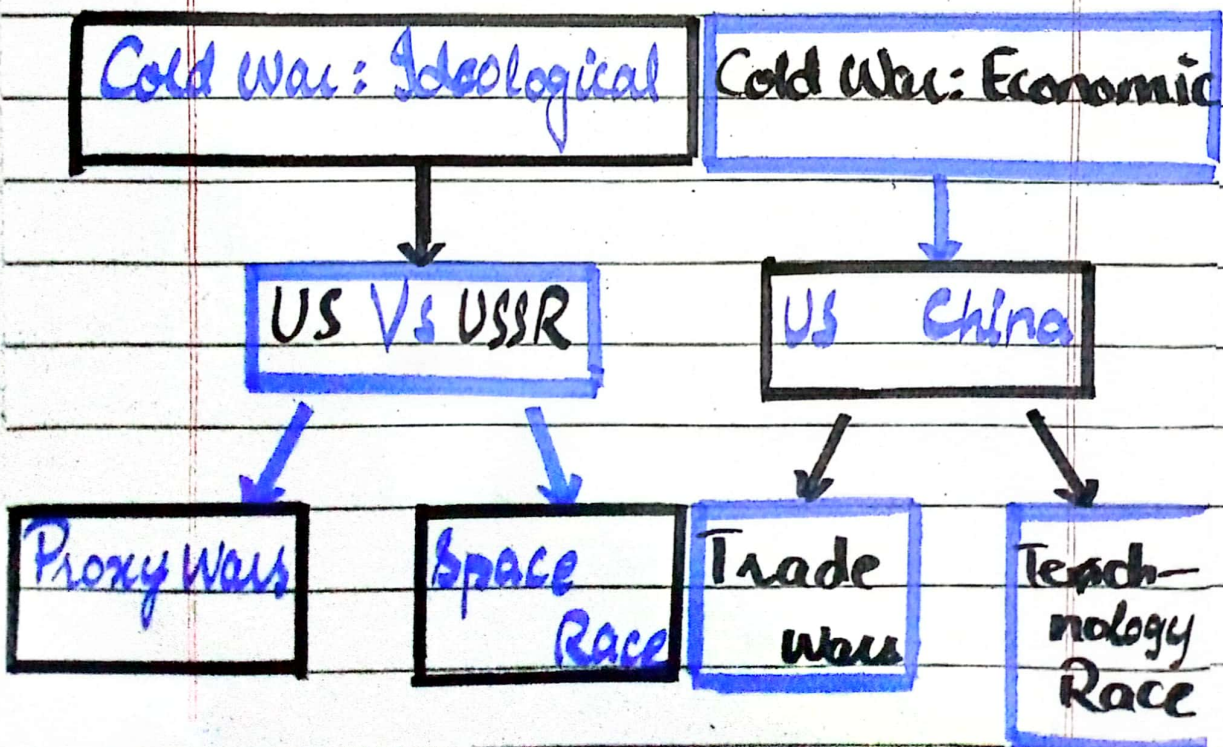 Cold War: Ideological
Cold War: Economic
US Vs USSR
US China
Proxy Wars
Space
Race
Trade
Wars
Tench-
nology
Race